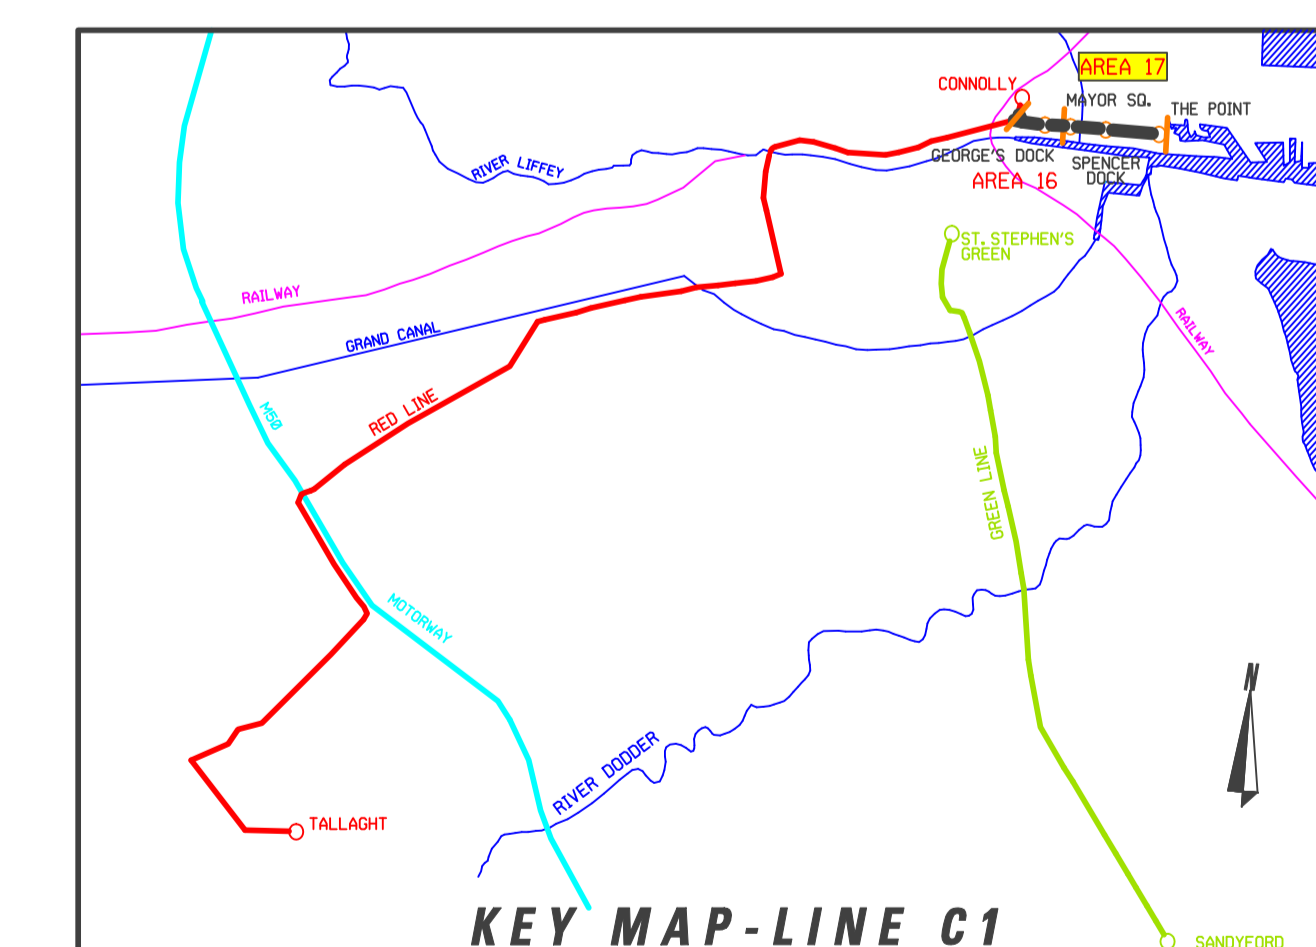 AREA 17
CONNOLLY
MAYOR SQ.
THE POINT
GEORGE'S DOCK
SPENCER
DOCK
AREA 16
RIVER LIFFEY
ST. STEPHEN'S
GREEN
RAILWAY
GRAND CANAL
RAILWAY
M50
RED LINE
GREEN LINE
MOTORWAY
N
RIVER DODDER
TALLAGHT
KEY MAP-LINE C1
SANDYFORD